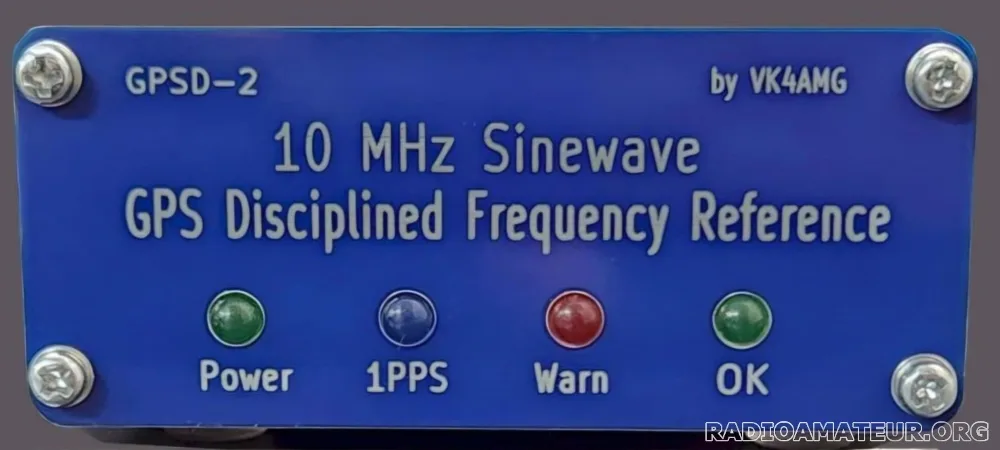 GPSD-2 by VK4AMG
10 MHz Sinewave
GPS Disciplined Frequency Reference
Power 1PPS Warn OK
RADIOAMATEUR.ORG